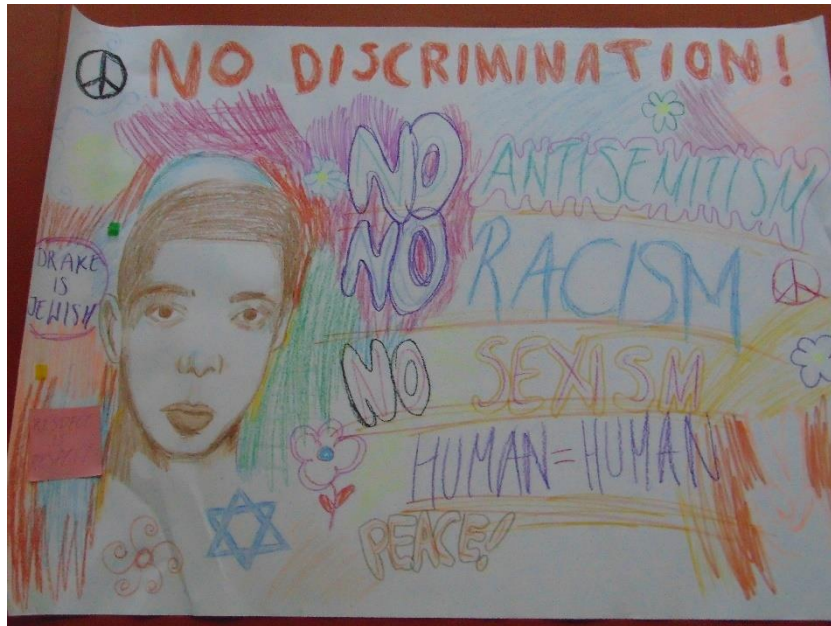 NO DISCRIMINATION!
NO ANTISEMITISM
NO RACISM
DRAKE
IS
JEWISH
NO SEXISM
HUMAN=HUMAN
PEACE!